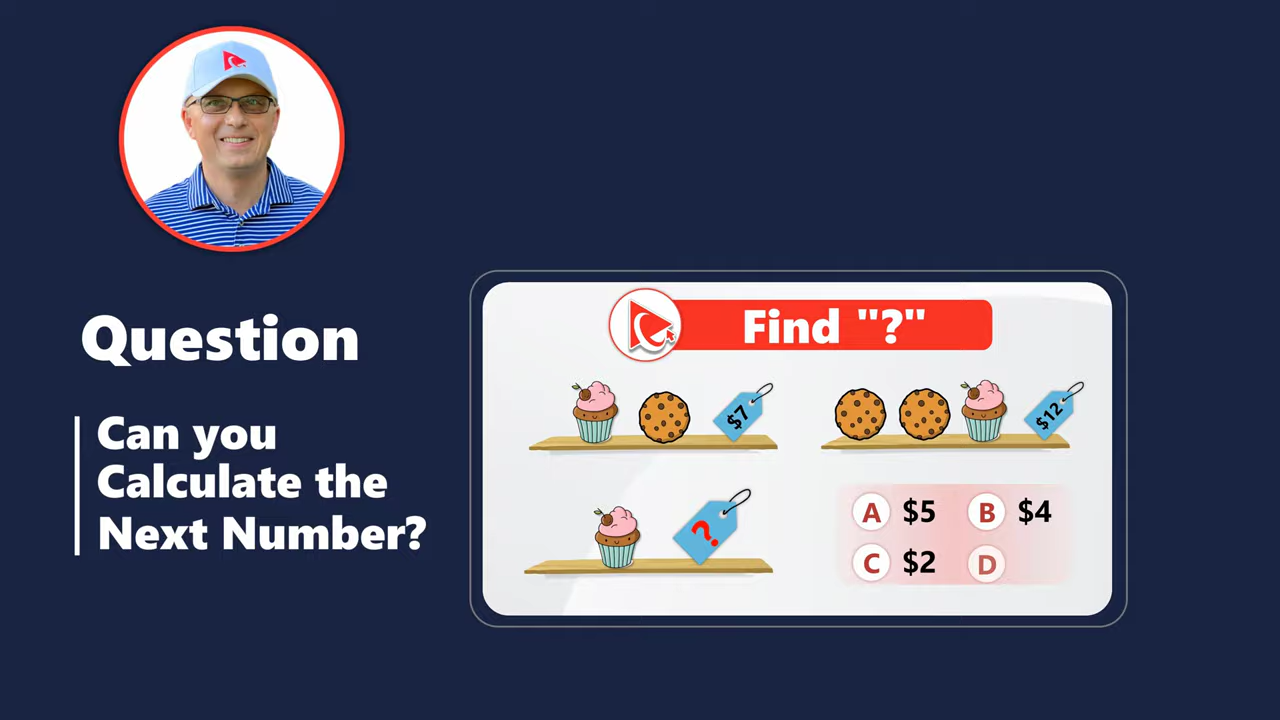 Question
Can you
Calculate the
Next Number?
Find "?"
$7
$12
?
A $5 B $4
C $2 D